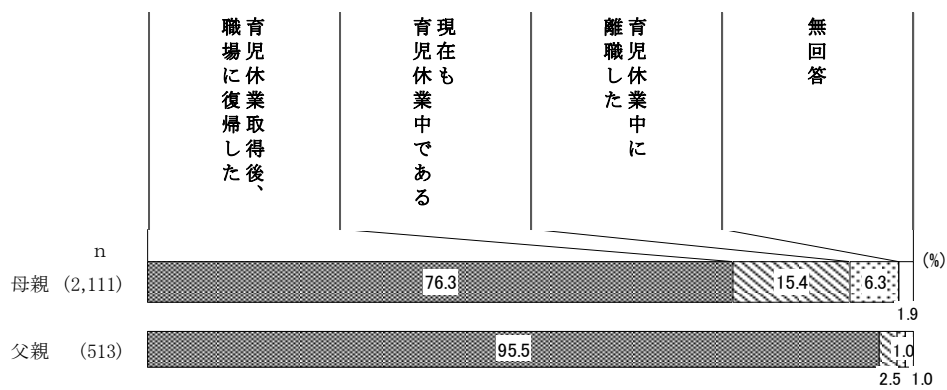 育児休業取得後、
職場に復帰した
現在も
育児休業中である
育児休業中に
離職した
無回答
n
(%)
母親 (2,111)
76.3
15.4
6.3
1.9
父親 (513)
95.5
1.0
2.5 1.0